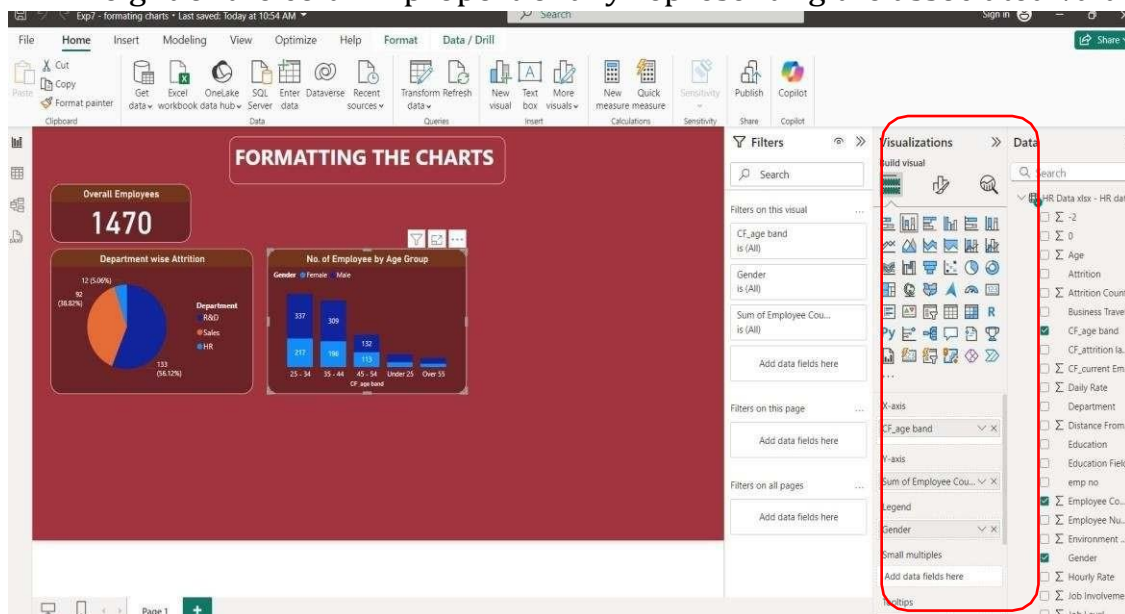 Exp7 - formating charts • Last saved: Today at 10:54 AM
Search
Sign in
File Home Insert Modeling View Optimize Help Format Data / Drill
Share
Paste
Cut
Copy
Format painter
Get data
Excel workbook
OneLake data hub
SQL Server
Enter data
Dataverse
Recent sources
Transform data
Refresh
New visual
Text box
More visuals
New measure
Quick measure
Sensitivity
Publish
Copilot
Clipboard
Data
Queries
Insert
Calculations
Sensitivity
Share
Copilot
FORMATTING THE CHARTS
Overall Employees
1470
Department wise Attrition
12 (5.06%)
92
(38.82%)
133
(56.12%)
Department
R&D
Sales
HR
No. of Employee by Age Group
Gender Female Male
337
309
132
217
196
113
25 - 34 35 - 44 45 - 54 Under 25 Over 55
CF_age band
Filters
Search
Filters on this visual
CF_age band
is (All)
Gender
is (All)
Sum of Employee Cou...
is (All)
Add data fields here
Filters on this page
Add data fields here
Filters on all pages
Add data fields here
Visualizations
Build visual
R
Py
X-axis
CF_age band
Y-axis
Sum of Employee Cou...
Legend
Gender
Small multiples
Add data fields here
Tooltips
Data
Search
HR Data xlsx - HR dat
∑ -2
∑ 0
∑ Age
Attrition
∑ Attrition Count
Business Trave
CF_age band
CF_attrition la..
∑ CF_current Em
∑ Daily Rate
Department
∑ Distance From
Education
Education Field
emp no
∑ Employee Co...
∑ Employee Nu...
∑ Environment ...
Gender
∑ Hourly Rate
∑ Job Involveme
Page 1